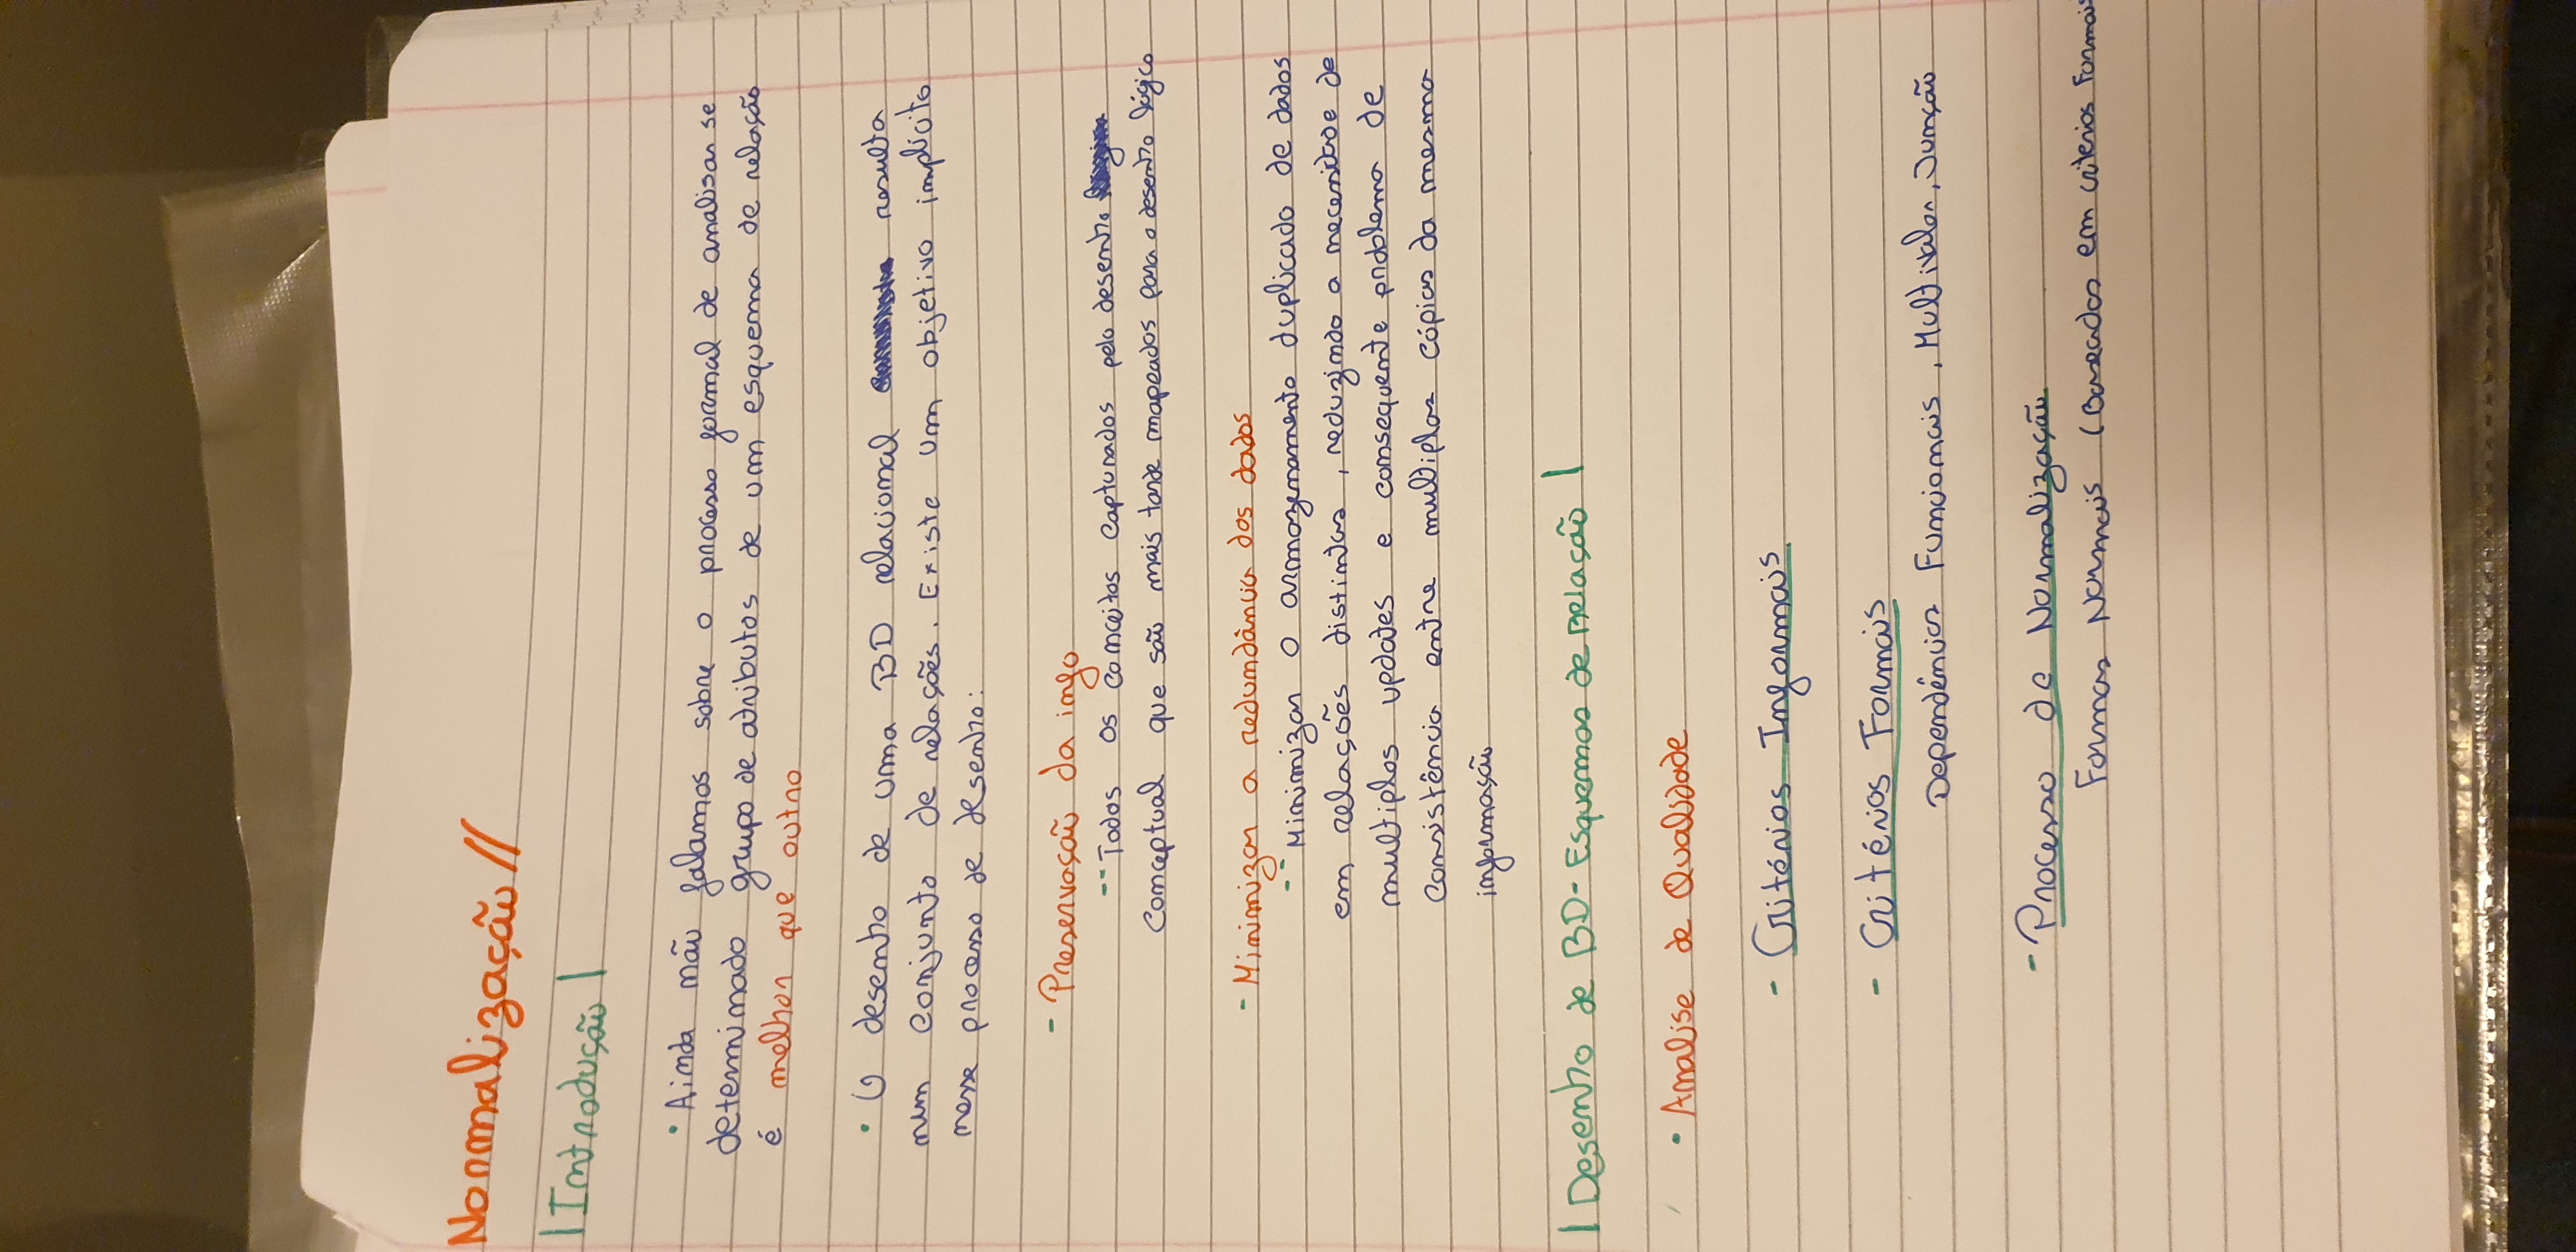 Normalização //
| Introdução |
• Ainda não falamos sobre o processo formal de analisar se
determinado grupo de atributos de um esquema de relação
é melhor que outro
• O desenho de uma BD relacional resulta
num conjunto de relações. Existe um objetivo implícito
nesse processo de desenho:
- Preservação da info
-- Todos os conceitos capturados pelo desenho
Conceptual que são mais tarde mapeados para o desenho lógico
- Minimizar a redundância dos dados
-- Minimizar o armazenamento duplicado de dados
em relações distintas, reduzindo a necessidade de
multiplos updates e consequente problema de
consistência entre multiplas cópias da mesma
informação
| Desenho de BD - Esquemas de Relação |
• Analise de Qualidade
- Critérios Informais
- Critérios Formais
Dependências Funcionais, Multivalor, Junção
- Processo de Normalização
Formas Normais (Baseados em criterios Formais